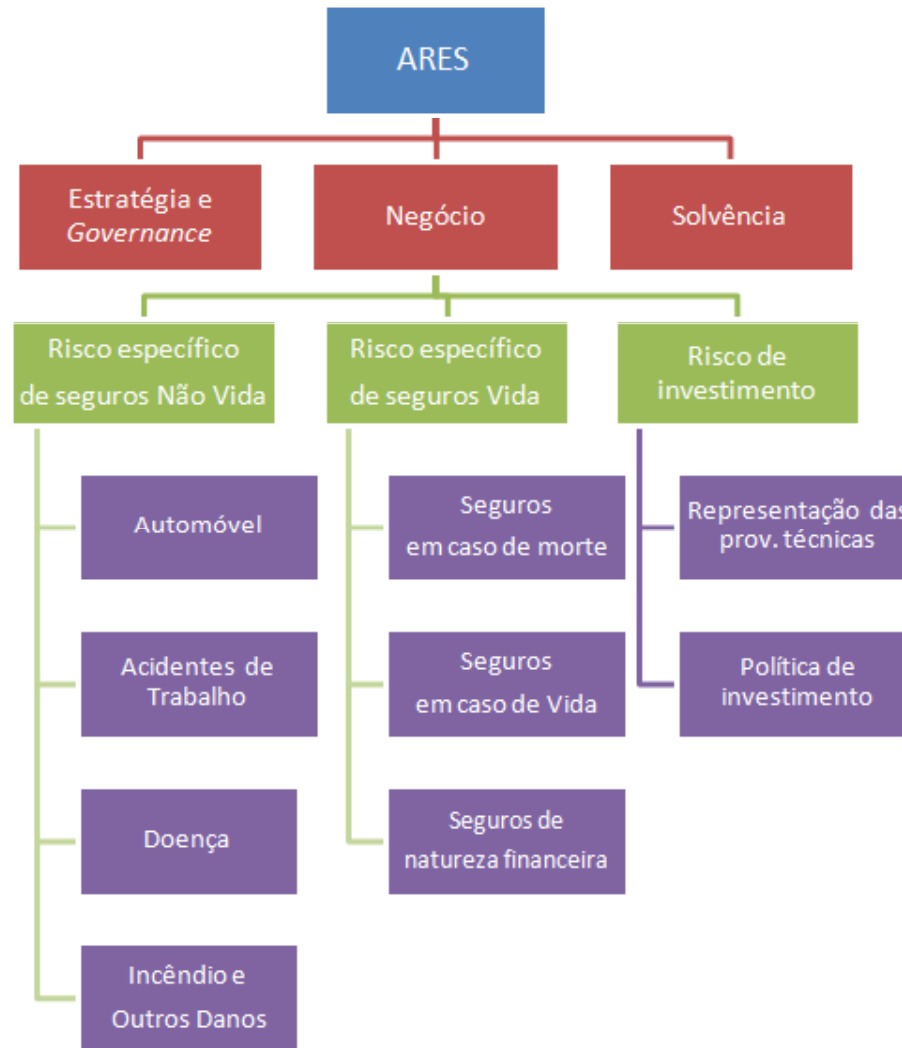 ARES
Estratégia e
Governance
Negócio
Solvência
Risco específico
de seguros Não Vida
Risco específico
de seguros Vida
Risco de
investimento
Automóvel
Seguros
em caso de morte
Representação das
prov. técnicas
Acidentes de
Trabalho
Seguros
em caso de Vida
Política de
investimento
Doença
Seguros de
natureza financeira
Incêndio e
Outros Danos